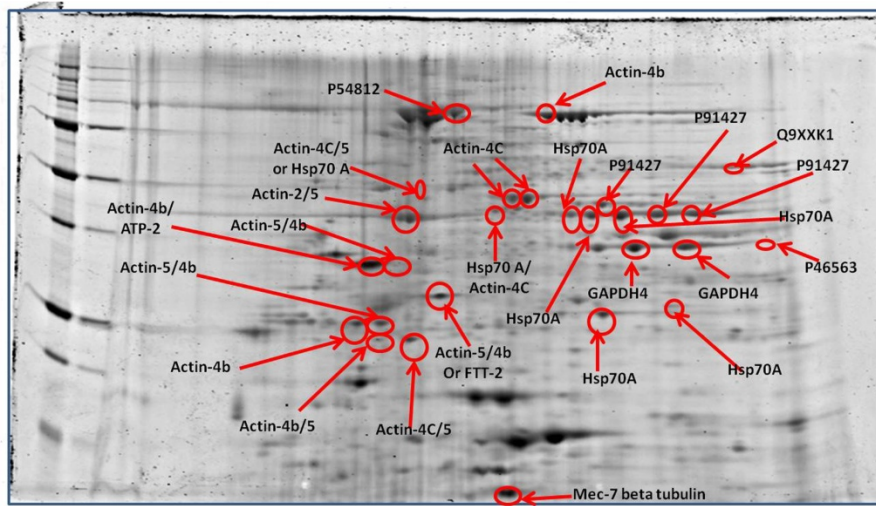 Actin-4b
P54812
P91427
Q9XXK1
Actin-4C/5
or Hsp70 A
Actin-4C
Hsp70A
P91427
P91427
Actin-2/5
Actin-4b/
ATP-2
Actin-5/4b
Hsp70A
Actin-5/4b
Hsp70 A/
Actin-4C
P46563
GAPDH4
GAPDH4
Hsp70A
Actin-4b
Actin-5/4b
Or FTT-2
Hsp70A
Hsp70A
Actin-4b/5
Actin-4C/5
Mec-7 beta tubulin